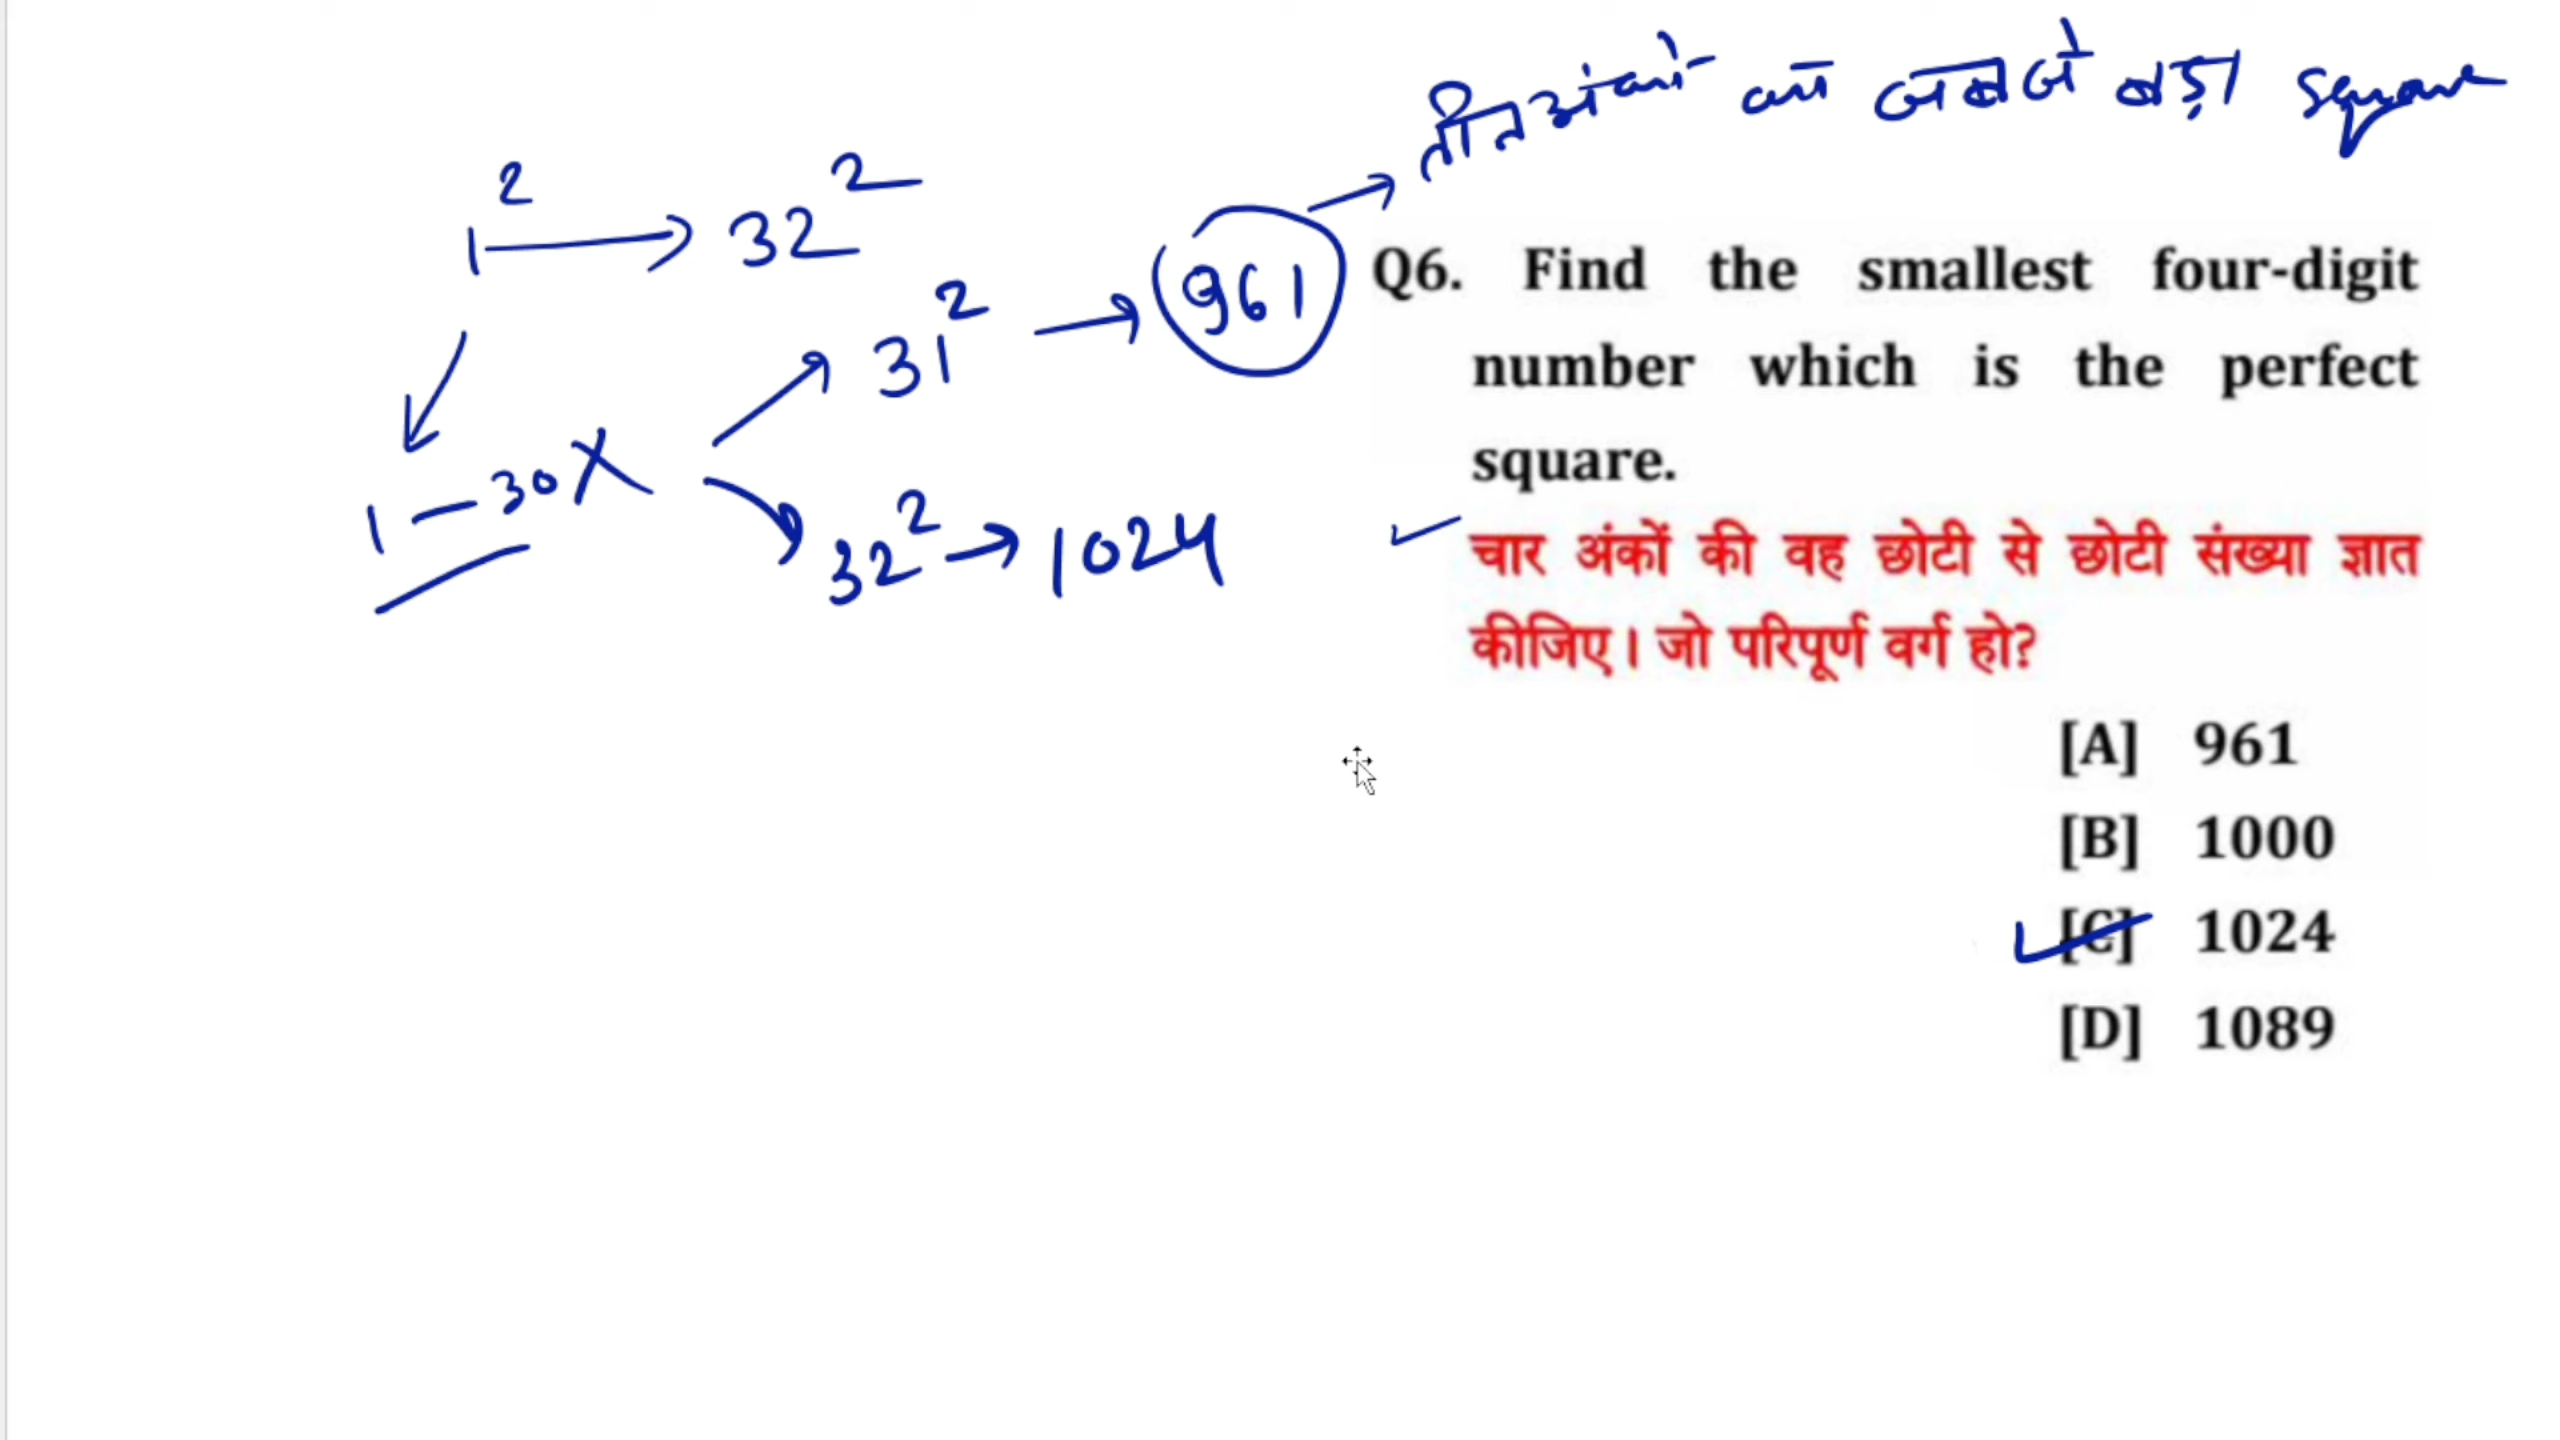 तीन अंको का सबसे बड़ा square
1² → 32²
31² → 961
1 – 30 X
32² → 1024
Q6. Find the smallest four-digit
number which is the perfect
square.
चार अंकों की वह छोटी से छोटी संख्या ज्ञात
कीजिए। जो परिपूर्ण वर्ग हो?
[A] 961
[B] 1000
[C] 1024
[D] 1089